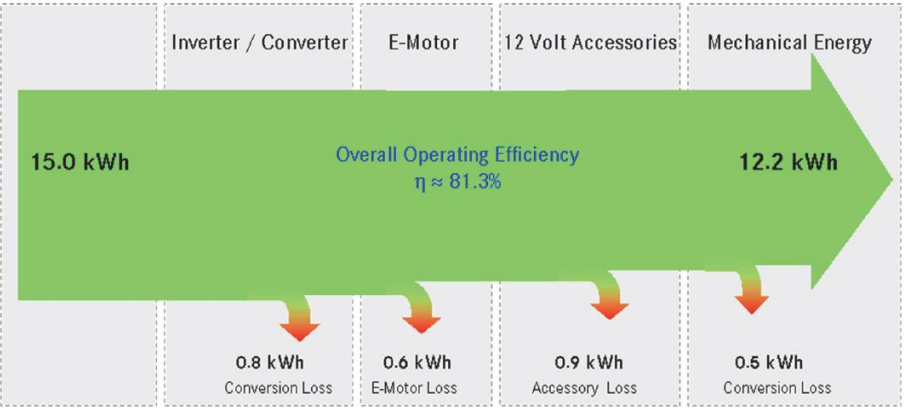 Inverter / Converter
E-Motor
12 Volt Accessories
Mechanical Energy
15.0 kWh
Overall Operating Efficiency
η ≈ 81.3%
12.2 kWh
0.8 kWh
Conversion Loss
0.6 kWh
E-Motor Loss
0.9 kWh
Accessory Loss
0.5 kWh
Conversion Loss